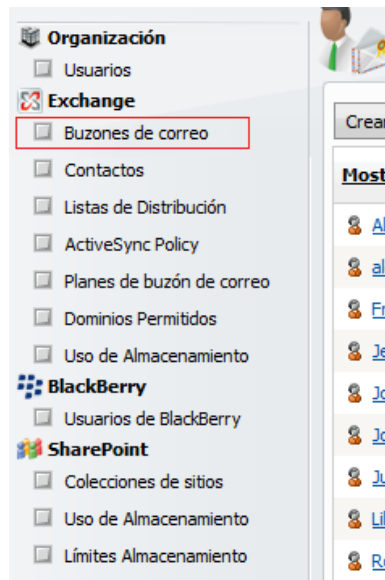 Organización
Usuarios
Exchange
Buzones de correo
Contactos
Listas de Distribución
ActiveSync Policy
Planes de buzón de correo
Dominios Permitidos
Uso de Almacenamiento
BlackBerry
Usuarios de BlackBerry
SharePoint
Colecciones de sitios
Uso de Almacenamiento
Límites Almacenamiento